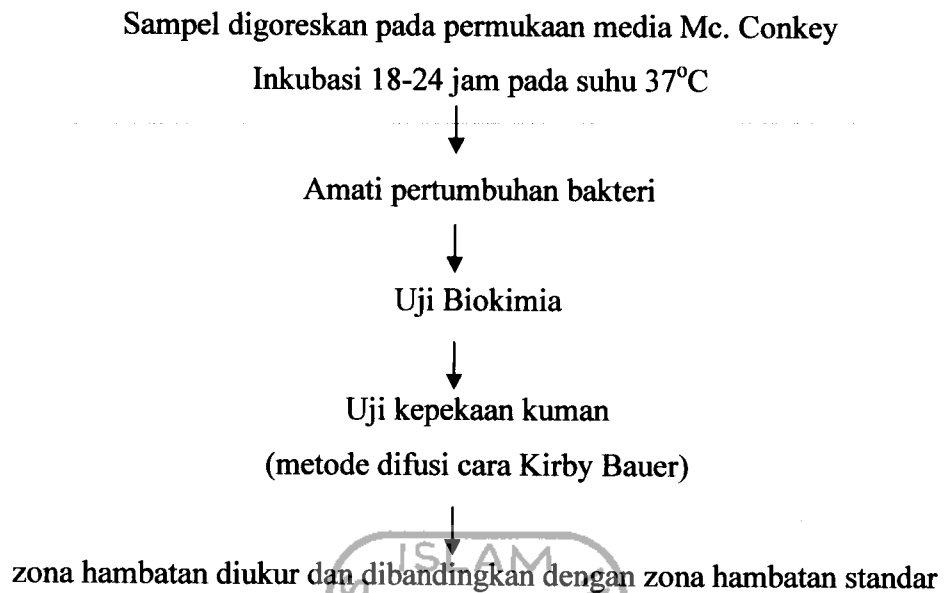 Sampel digoreskan pada permukaan media Mc. Conkey
Inkubasi 18-24 jam pada suhu 37°C
Amati pertumbuhan bakteri
Uji Biokimia
Uji kepekaan kuman
(metode difusi cara Kirby Bauer)
ISLAM
zona hambatan diukur dan dibandingkan dengan zona hambatan standar